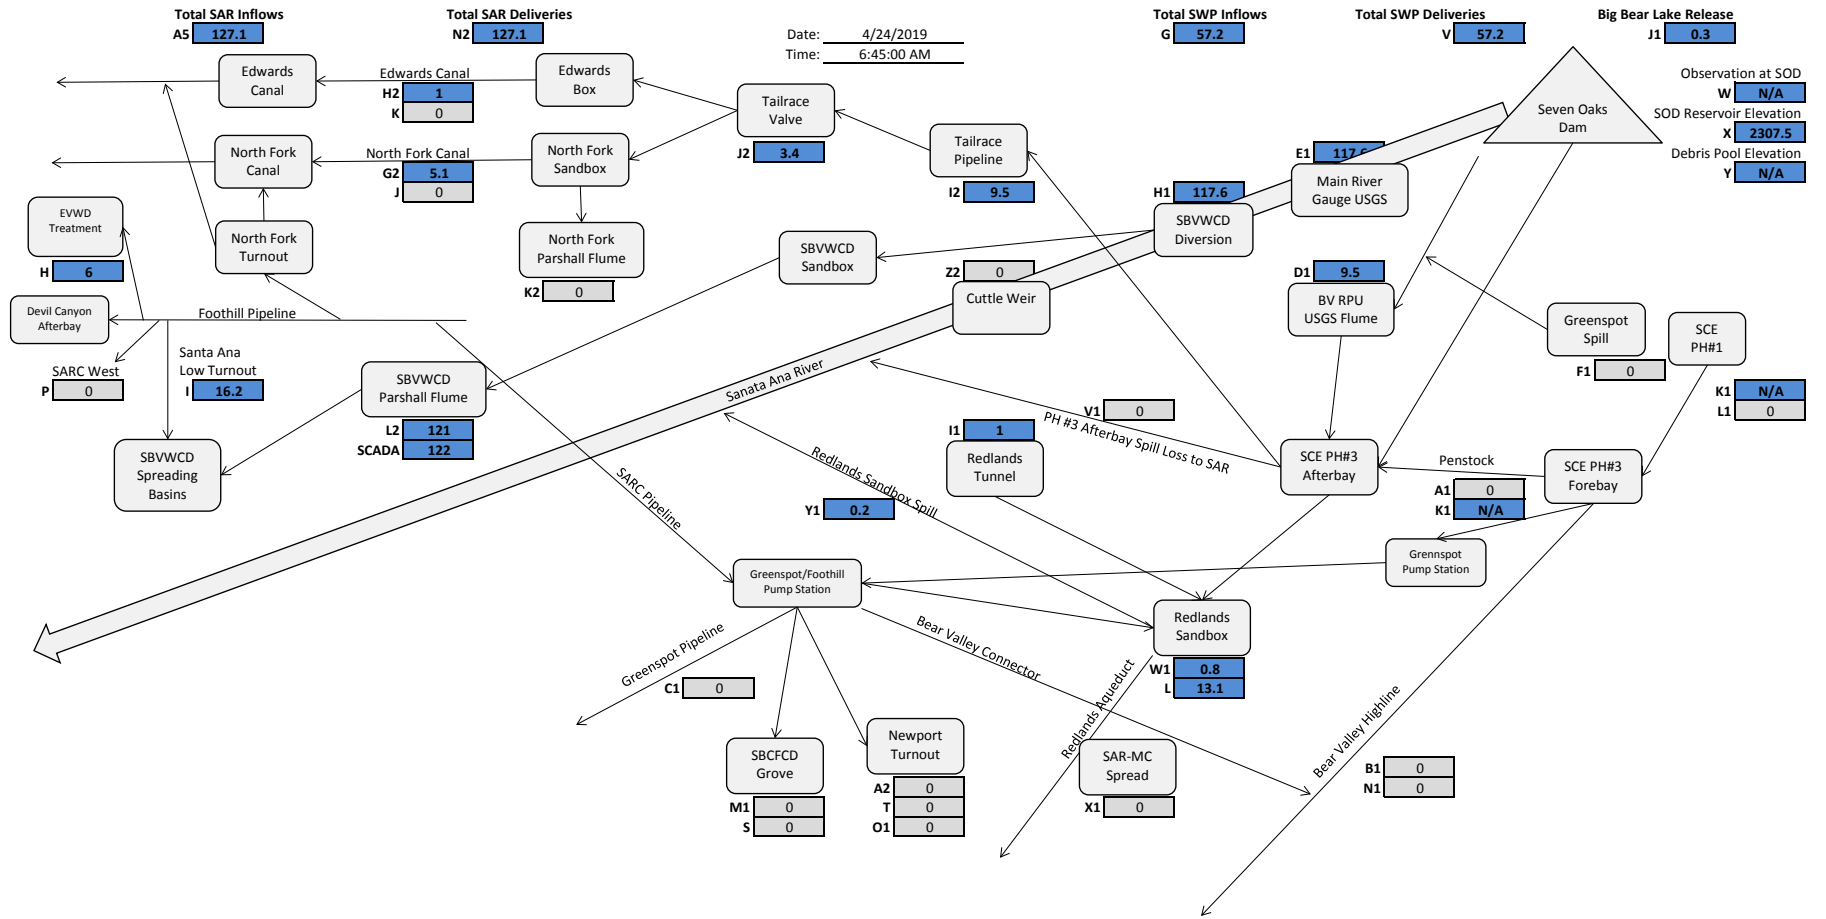 Total SAR Inflows
A5 127.1
Total SAR Deliveries
N2 127.1
Date: 4/24/2019
Time: 6:45:00 AM
Total SWP Inflows
G 57.2
Total SWP Deliveries
V 57.2
Big Bear Lake Release
J1 0.3
Observation at SOD
W N/A
SOD Reservoir Elevation
X 2307.5
Debris Pool Elevation
Y N/A
Edwards
Canal
Edwards Canal
H2 1
K 0
Edwards
Box
Tailrace
Valve
J2 3.4
Tailrace
Pipeline
I2 9.5
Seven Oaks
Dam
E1 117.6
Main River
Gauge USGS
H1 117.6
SBVWCD
Diversion
North Fork
Canal
North Fork Canal
G2 5.1
J 0
North Fork
Sandbox
EVWD
Treatment
H 6
North Fork
Turnout
North Fork
Parshall Flume
K2 0
SBVWCD
Sandbox
Z2 0
Cuttle Weir
D1 9.5
BV RPU
USGS Flume
Greenspot
Spill
F1 0
SCE
PH#1
K1 N/A
L1 0
Devil Canyon
Afterbay
Foothill Pipeline
SARC West
P 0
Santa Ana
Low Turnout
I 16.2
SBVWCD
Parshall Flume
L2 121
SCADA 122
Sanata Ana River
V1 0
PH #3 Afterbay Spill Loss to SAR
I1 1
Redlands
Tunnel
SCE PH#3
Afterbay
Penstock
A1 0
K1 N/A
SCE PH#3
Forebay
SBVWCD
Spreading
Basins
SARC Pipeline
Redlands Sandbox Spill
Y1 0.2
Grennspot
Pump Station
Greenspot/Foothill
Pump Station
Redlands
Sandbox
W1 0.8
L 13.1
Greenspot Pipeline
C1 0
Bear Valley Connector
Redlands Aqueduct
Bear Valley Highline
SBCFCD
Grove
M1 0
S 0
Newport
Turnout
A2 0
T 0
O1 0
SAR-MC
Spread
X1 0
B1 0
N1 0